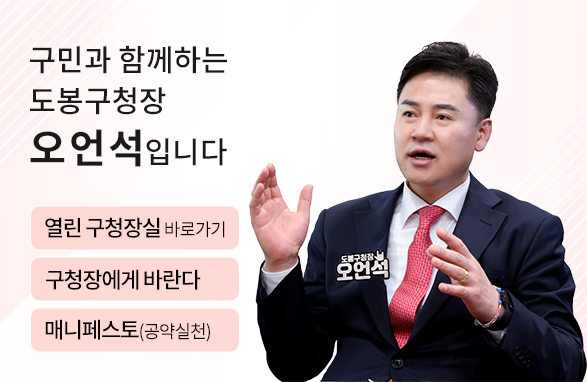 구민과 함께하는
도봉구청장
오언석입니다
열린 구청장실 바로가기
구청장에게 바란다
매니페스토(공약실천)
도봉구청장
오언석